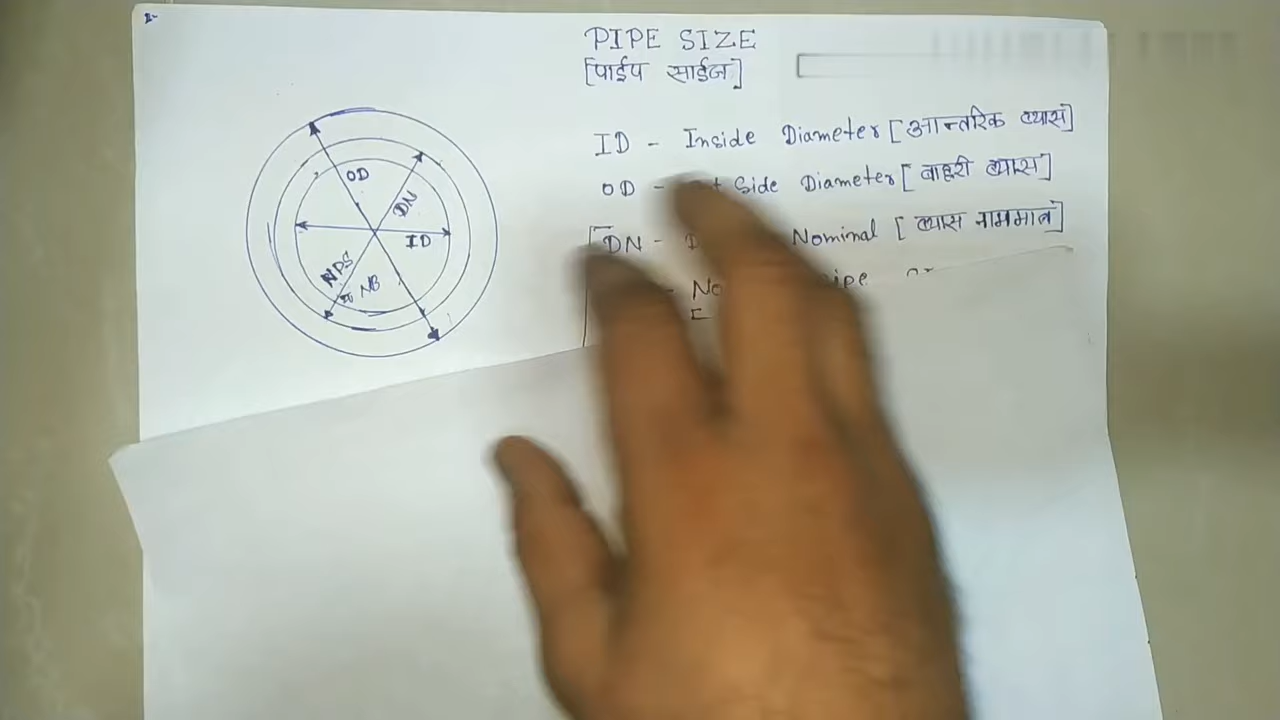 PIPE SIZE
[पाईप साईज]
ID - Inside Diameter [आन्तरिक व्यास]
OD - Side Diameter [बाहरी व्यास]
DN - Nominal [व्यास नाममात्र]
OD
DN
ID
NPS
NB